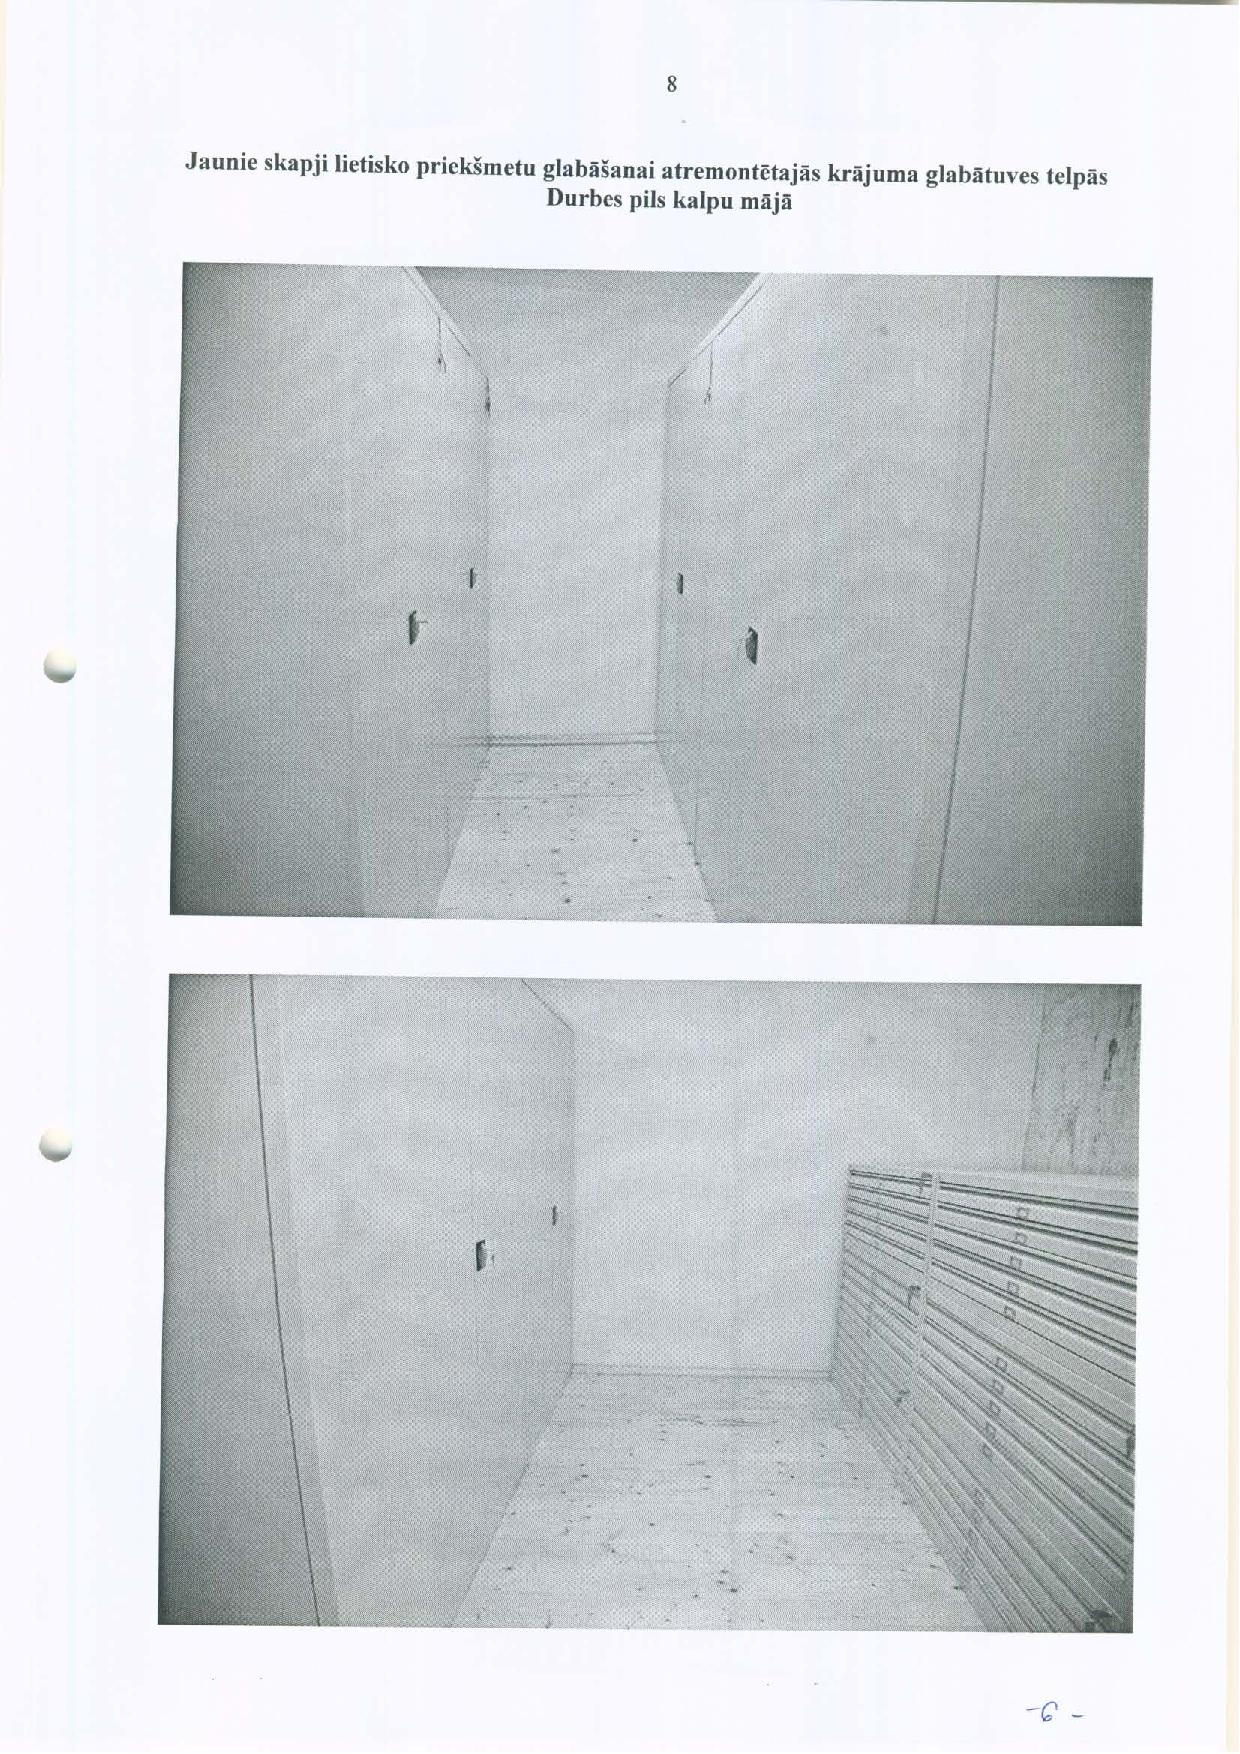 8
Jaunie skapji lietisko priekšmetu glabāšanai atremontētajās krājuma glabātuves telpās
Durbes pils kalpu mājā
-6-